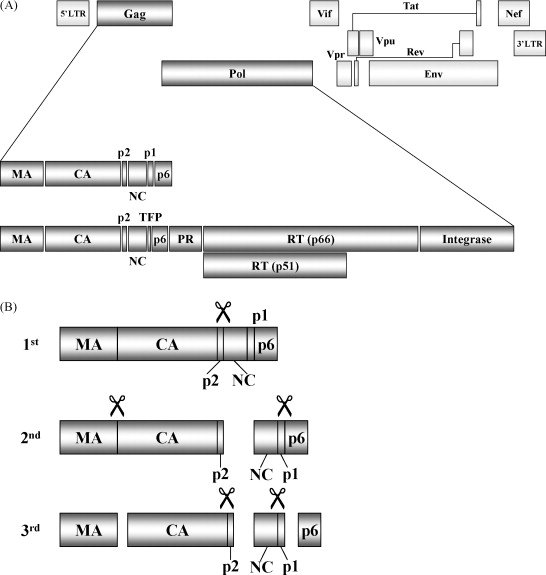 (A)
5'LTR Gag Vif Tat Nef
Vpu 3'LTR
Vpr Rev
Pol Env
p2 p1
MA CA p6
NC
p2 TFP
MA CA p6 PR RT (p66) Integrase
NC
RT (p51)
(B)
p1
1st MA CA p6
p2 NC
2nd MA CA p6
p2 NC p1
3rd MA CA p6
p2 NC p1